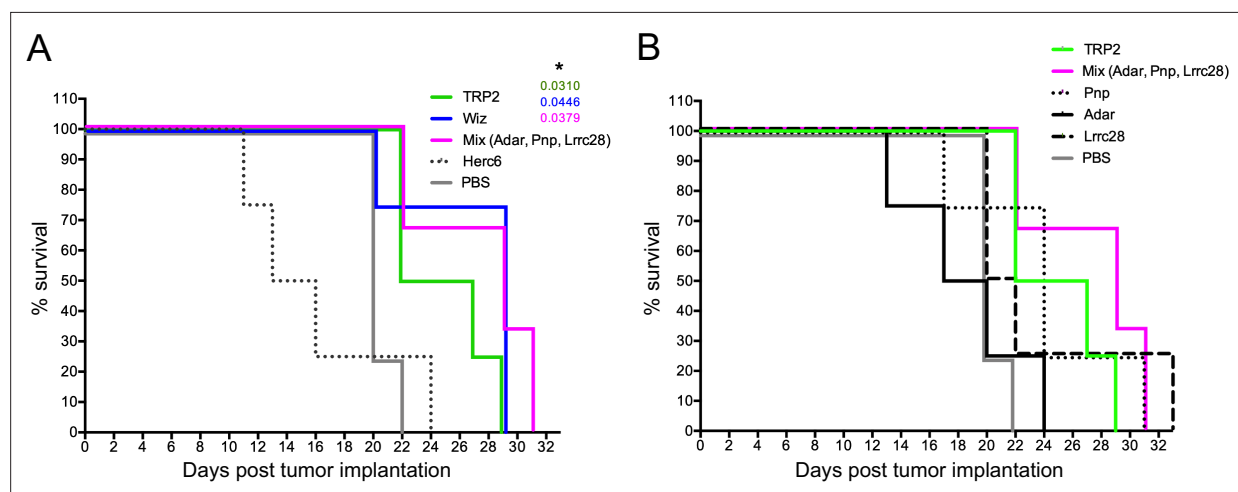 A
*
TRP2 0.0310
Wiz 0.0446
Mix (Adar, Pnp, Lrrc28) 0.0379
Herc6
PBS
110
100
90
80
70
60
50
40
30
20
10
0
% survival
0 2 4 6 8 10 12 14 16 18 20 22 24 26 28 30 32
Days post tumor implantation
B
TRP2
Mix (Adar, Pnp, Lrrc28)
Pnp
Adar
Lrrc28
PBS
110
100
90
80
70
60
50
40
30
20
10
0
% survival
0 2 4 6 8 10 12 14 16 18 20 22 24 26 28 30 32
Days post tumor implantation